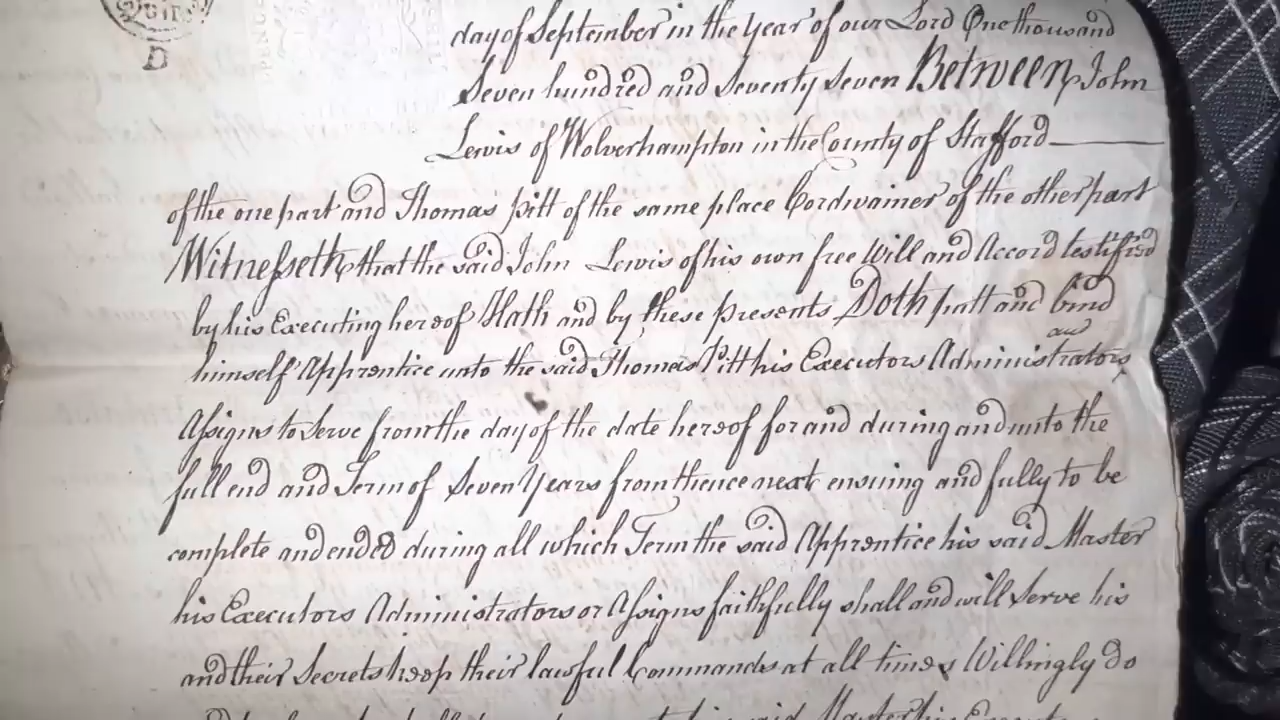 D
day of September in the Year of our Lord One thousand
Seven hundred and Seventy seven Between John
Lewis of Wolverhampton in the County of Stafford
of the one part and Thomas Pitt of the same place Cordwainer of the other part
Witnesseth that the said John Lewis of his own free Will and Accord testified
by his Executing hereof Hath and by these presents Doth putt and bind
and
himself Apprentice unto the said Thomas Pitt his Executors Administrators
Assigns to Serve from the day of the date hereof for and during and unto the
full end and Term of Seven Years from thence next ensuing and fully to be
complete and ended during all which Term the said Apprentice his said Master
his Executors Administrators or Assigns faithfully shall and will Serve his
and their Secrets keep their lawful Commands at all times Willingly do
said Master his